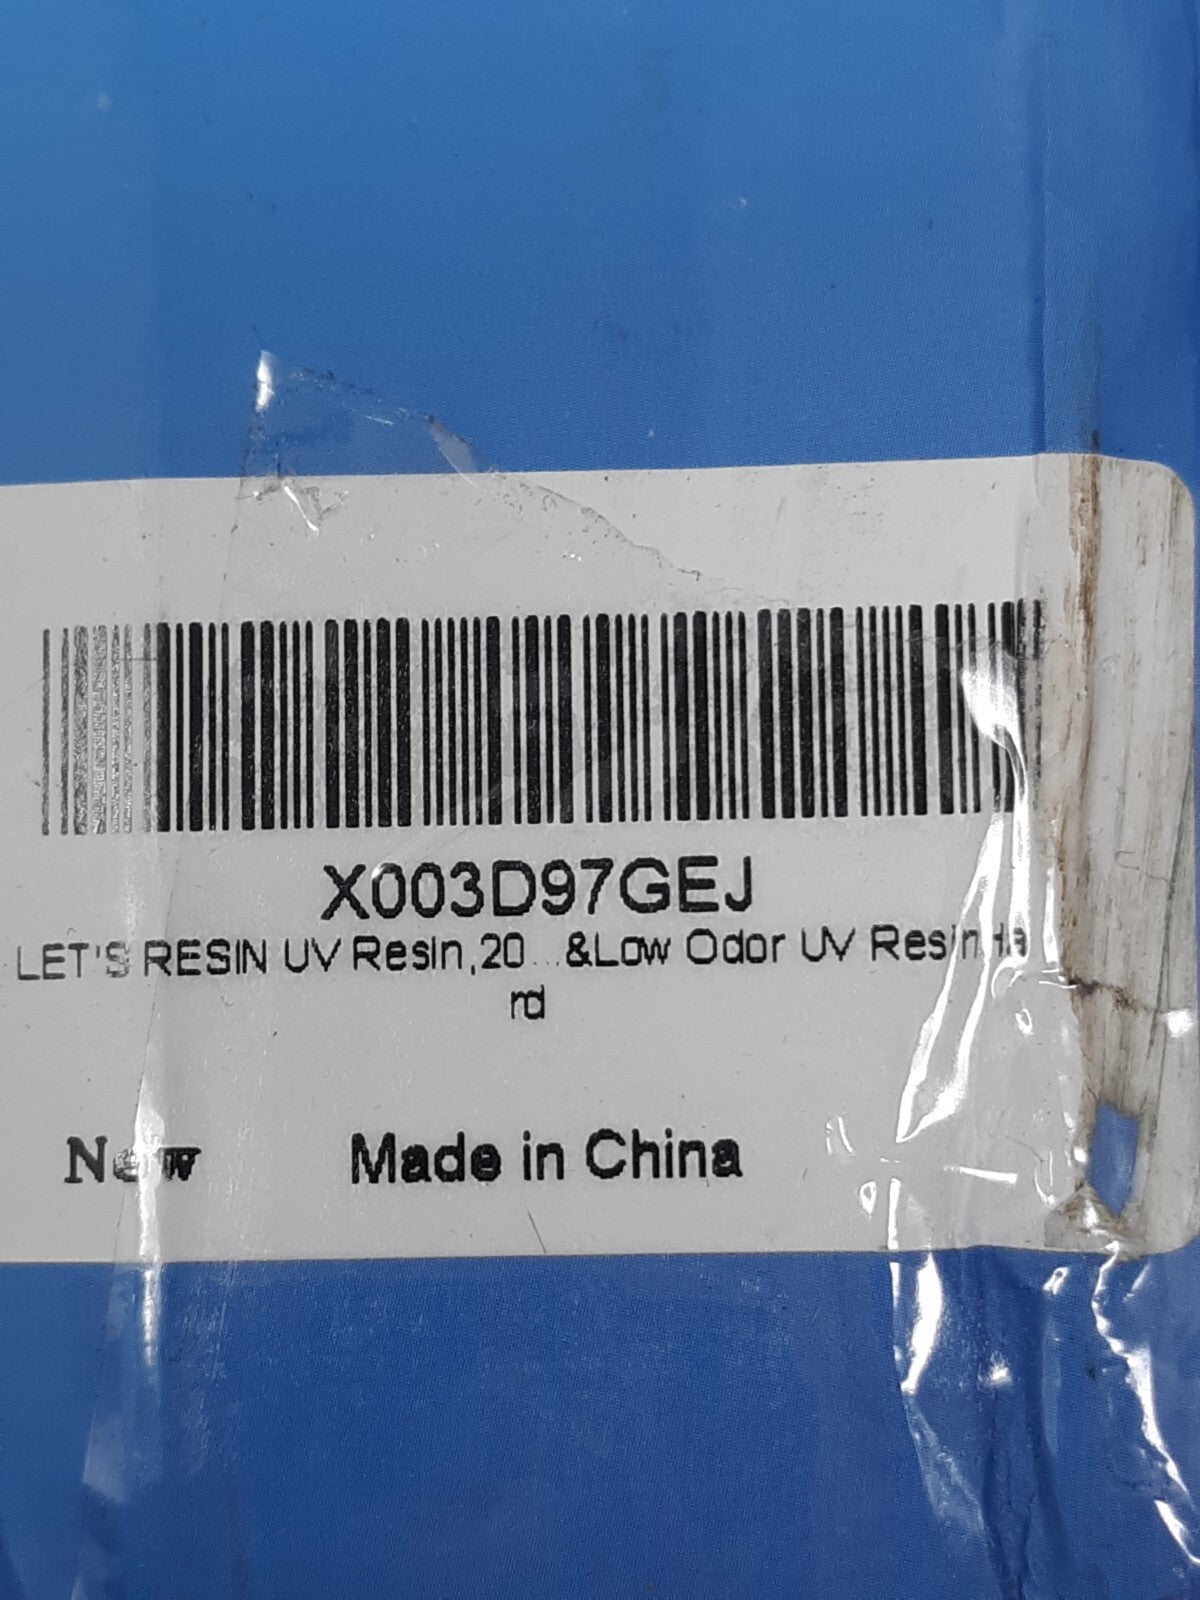 X003D97GEJ
LET'S RESIN UV Resin,20...&Low Odor UV Resin Ha
rd
New Made in China